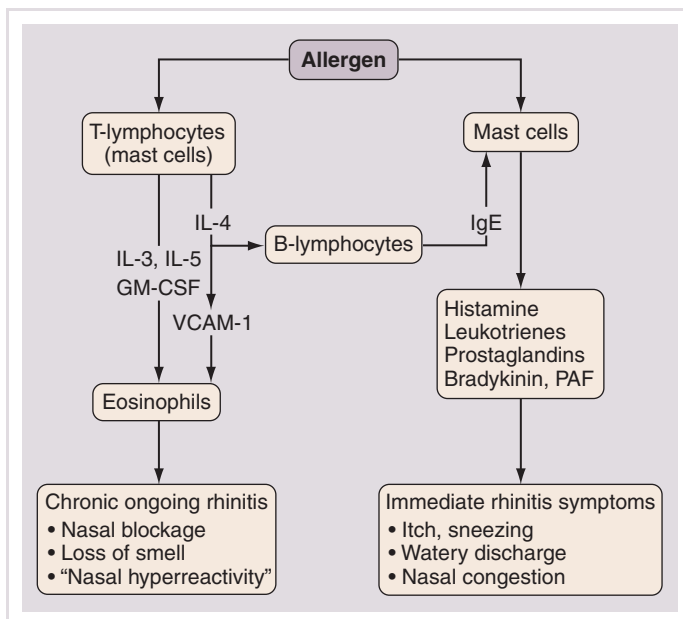 Allergen
T-lymphocytes
(mast cells)
Mast cells
IL-4
B-lymphocytes
IgE
IL-3, IL-5
GM-CSF
VCAM-1
Histamine
Leukotrienes
Prostaglandins
Bradykinin, PAF
Eosinophils
Chronic ongoing rhinitis
• Nasal blockage
• Loss of smell
• “Nasal hyperreactivity”
Immediate rhinitis symptoms
• Itch, sneezing
• Watery discharge
• Nasal congestion